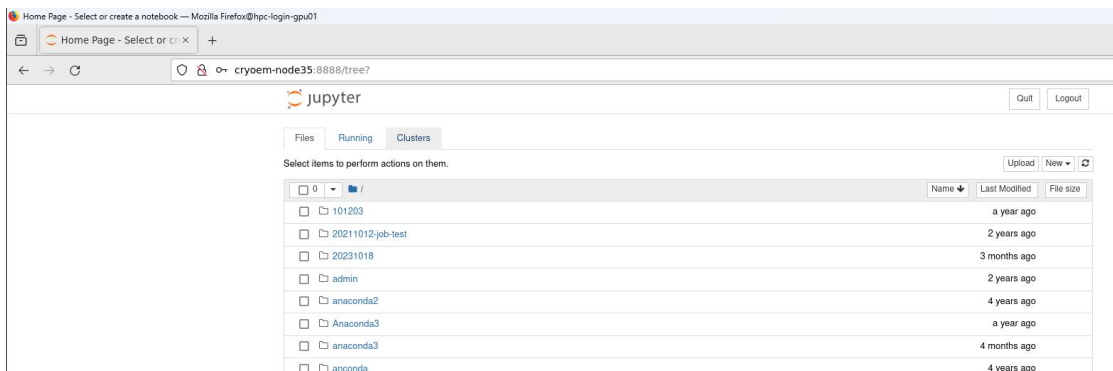 Home Page - Select or create a notebook — Mozilla Firefox@hpc-login-gpu01
Home Page - Select or cr
cryoem-node35:8888/tree?
jupyter Quit Logout
Files Running Clusters
Select items to perform actions on them. Upload New
0 / Name Last Modified File size
101203 a year ago
20211012-job-test 2 years ago
20231018 3 months ago
admin 2 years ago
anaconda2 4 years ago
Anaconda3 a year ago
anaconda3 4 months ago
anconda 4 years ago